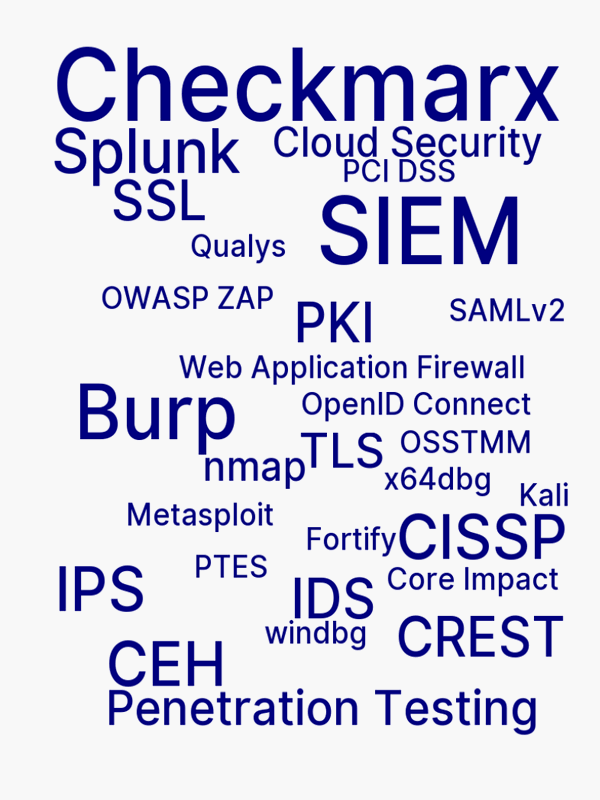 Checkmarx
Splunk
Cloud Security
PCI DSS
SSL
SIEM
Qualys
OWASP ZAP
PKI
SAMLv2
Web Application Firewall
Burp
OpenID Connect
TLS
OSSTMM
nmap
x64dbg
Kali
Metasploit
Fortify
CISSP
PTES
Core Impact
IPS
IDS
windbg
CREST
CEH
Penetration Testing